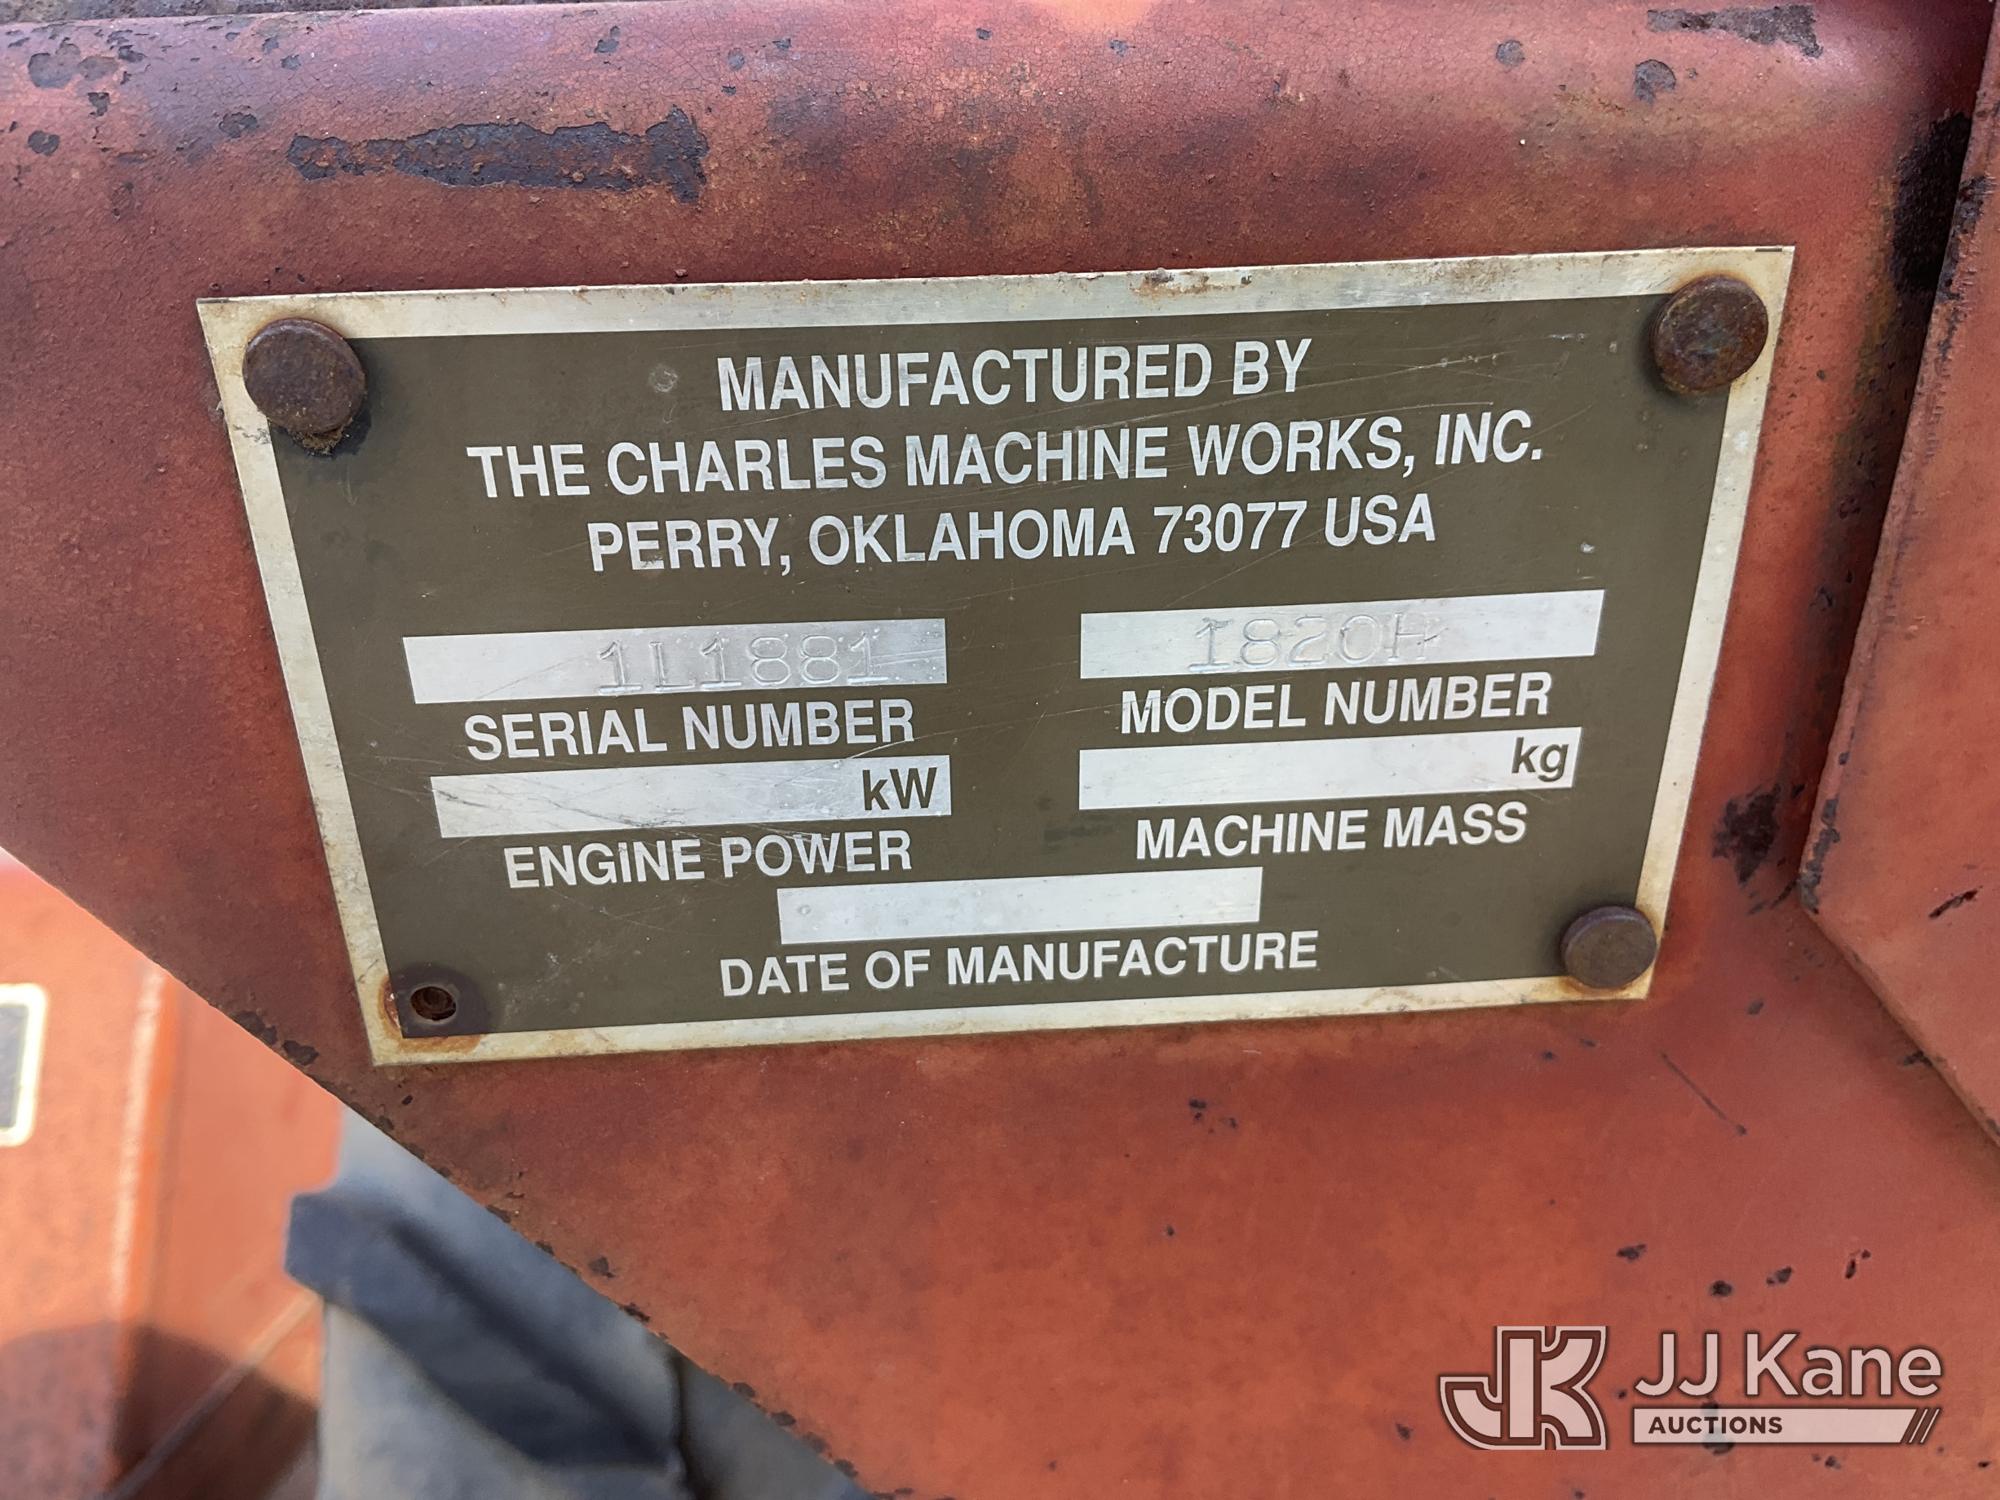 MANUFACTURED BY
THE CHARLES MACHINE WORKS, INC.
PERRY, OKLAHOMA 73077 USA
1L1881
SERIAL NUMBER
1820H
MODEL NUMBER
kW
ENGINE POWER
kg
MACHINE MASS
DATE OF MANUFACTURE
JK
JJ Kane
AUCTIONS